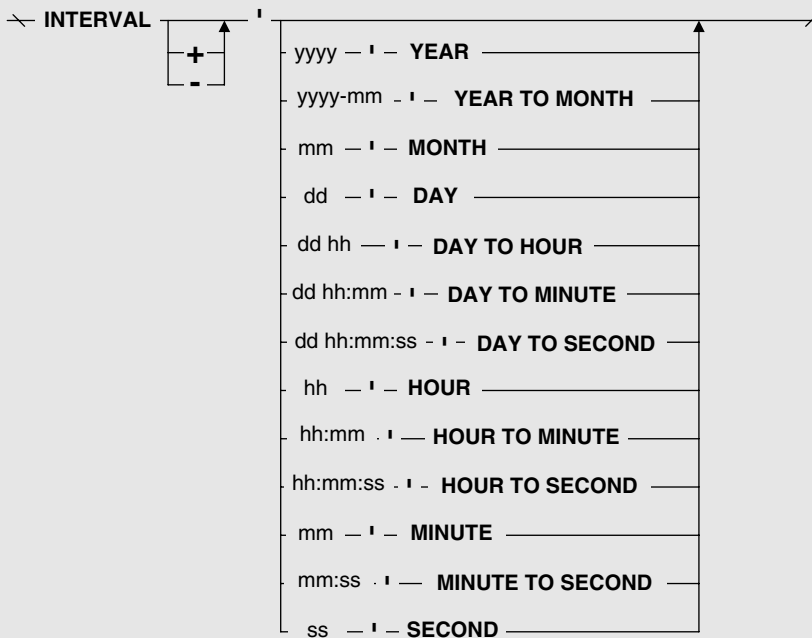 INTERVAL '
+
-
yyyy ' YEAR
yyyy-mm ' YEAR TO MONTH
mm ' MONTH
dd ' DAY
dd hh ' DAY TO HOUR
dd hh:mm ' DAY TO MINUTE
dd hh:mm:ss ' DAY TO SECOND
hh ' HOUR
hh:mm ' HOUR TO MINUTE
hh:mm:ss ' HOUR TO SECOND
mm ' MINUTE
mm:ss ' MINUTE TO SECOND
ss ' SECOND